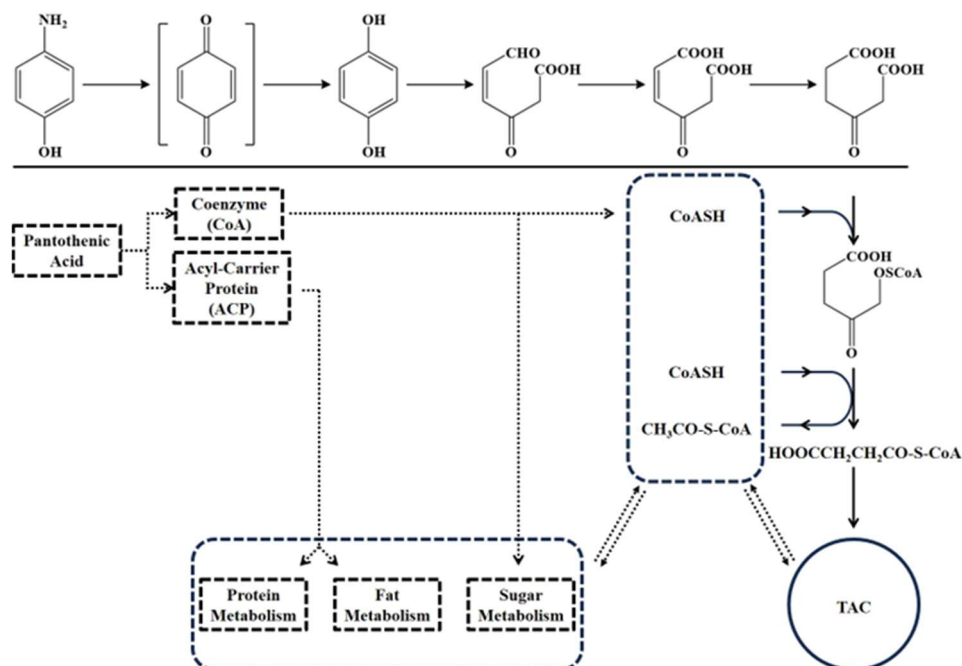 NH₂
OH
O
O
OH
OH
CHO
COOH
O
COOH
COOH
O
COOH
COOH
O
Pantothenic
Acid
Coenzyme
(CoA)
Acyl-Carrier
Protein
(ACP)
CoASH
COOH
OSCoA
O
CoASH
CH₃CO-S-CoA
HOOCCH₂CH₂CO-S-CoA
Protein
Metabolism
Fat
Metabolism
Sugar
Metabolism
TAC